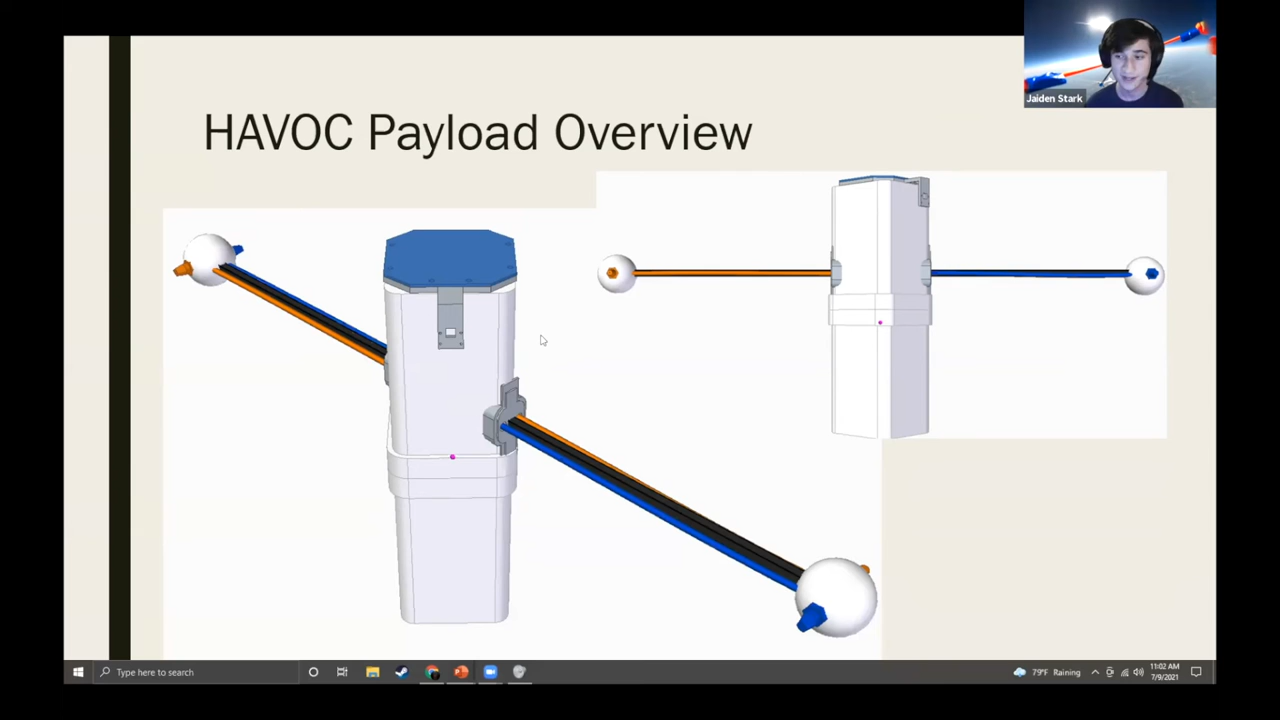 HAVOC Payload Overview
Jaiden Stark
Type here to search
79°F Raining
11:02 AM
7/9/2021